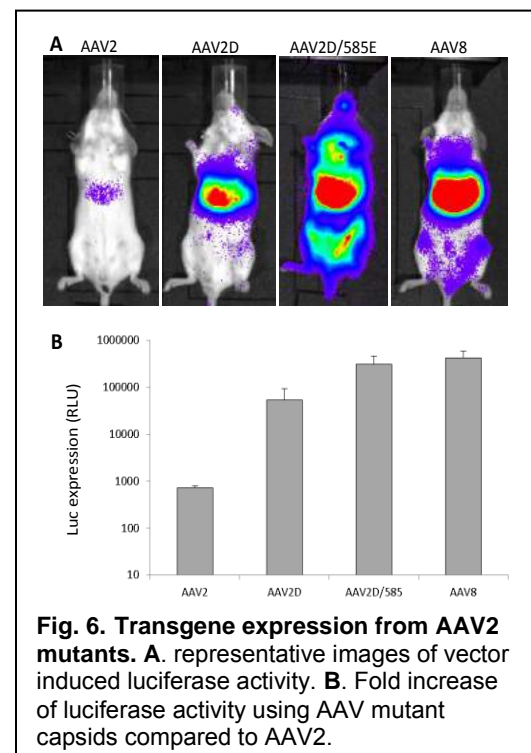 A
AAV2 AAV2D AAV2D/585E AAV8
B
1000000
100000
10000
1000
100
10
Luc expression (RLU)
AAV2 AAV2D AAV2D/585 AAV8
Fig. 6. Transgene expression from AAV2
mutants. A. representative images of vector
induced luciferase activity. B. Fold increase
of luciferase activity using AAV mutant
capsids compared to AAV2.